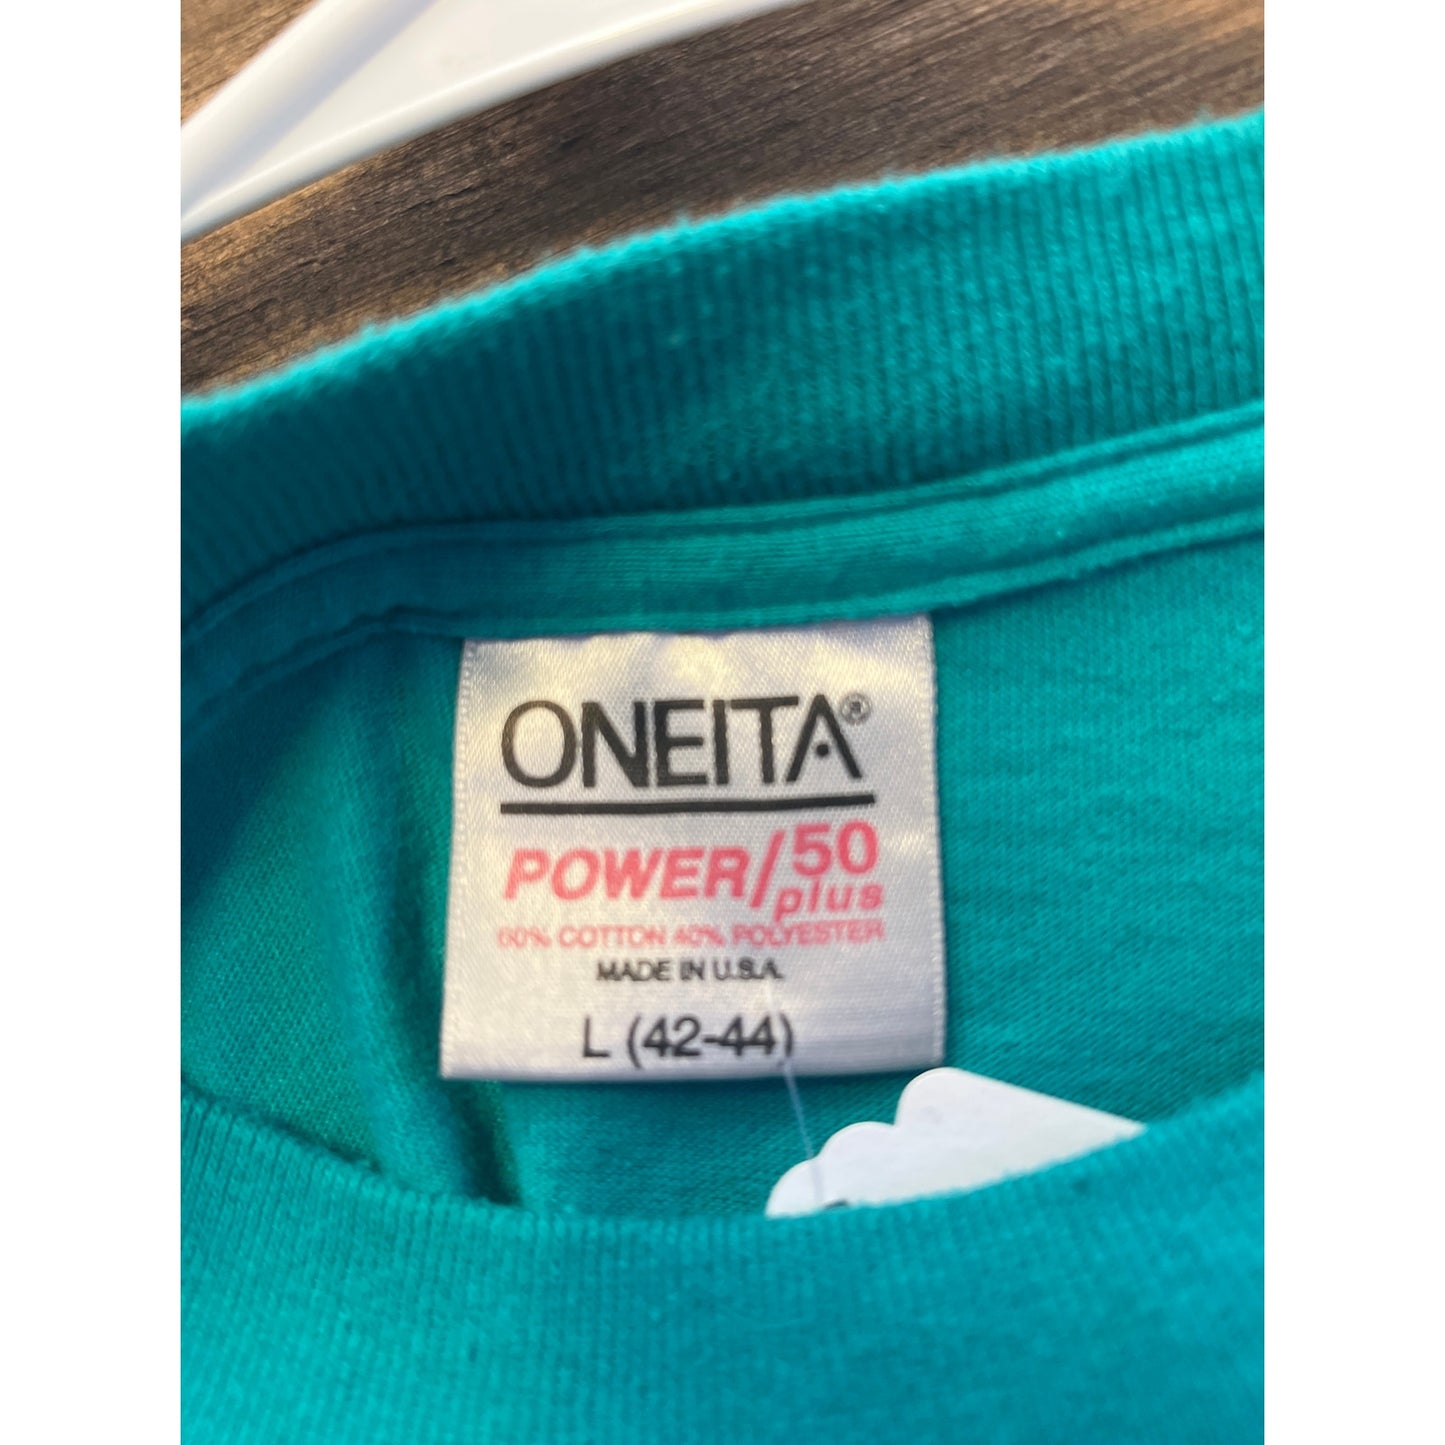 ONEITA®
POWER/50 plus
60% COTTON 40% POLYESTER
MADE IN U.S.A.
L (42-44)